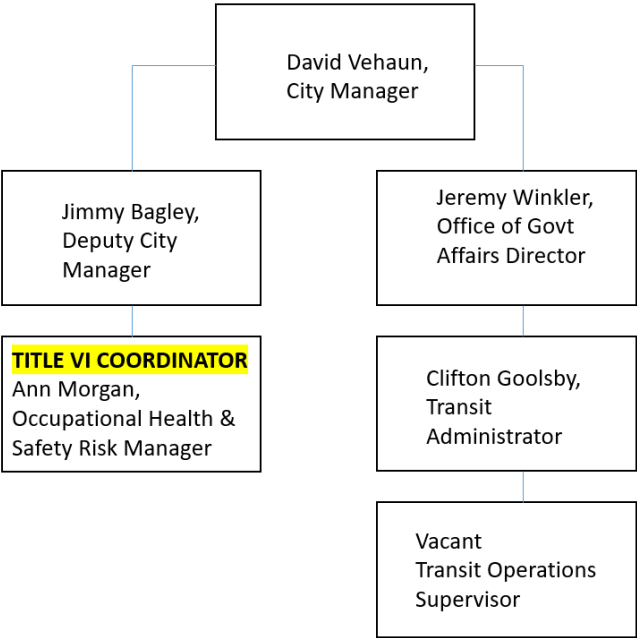 David Vehaun,
City Manager
Jimmy Bagley,
Deputy City
Manager
Jeremy Winkler,
Office of Govt
Affairs Director
TITLE VI COORDINATOR
Ann Morgan,
Occupational Health &
Safety Risk Manager
Clifton Goolsby,
Transit
Administrator
Vacant
Transit Operations
Supervisor